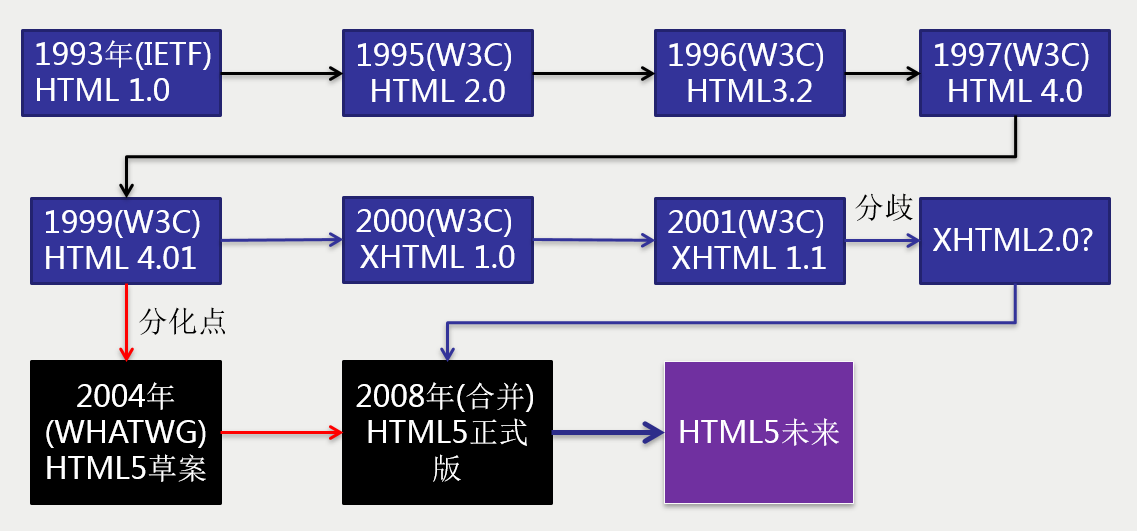 1993年(IETF)
HTML 1.0
1995(W3C)
HTML 2.0
1996(W3C)
HTML3.2
1997(W3C)
HTML 4.0
1999(W3C)
HTML 4.01
2000(W3C)
XHTML 1.0
2001(W3C)
XHTML 1.1
分歧
XHTML2.0?
分化点
2004年
(WHATWG)
HTML5草案
2008年(合并)
HTML5正式
版
HTML5未来